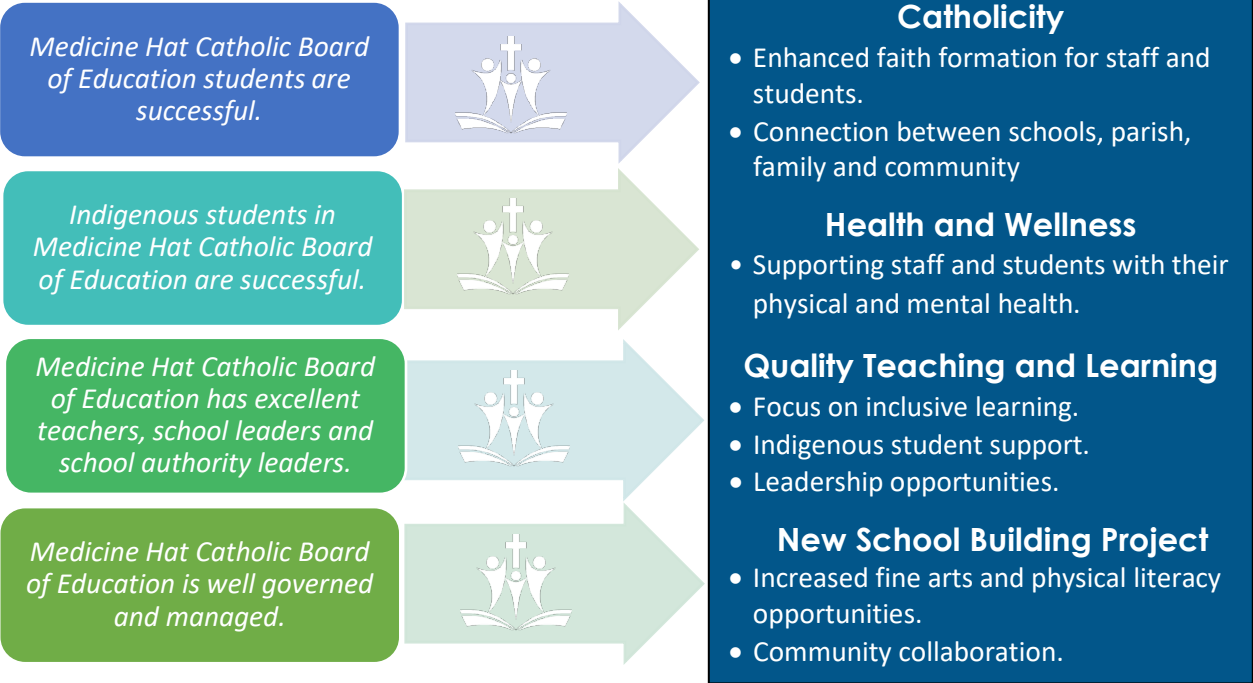 Medicine Hat Catholic Board
of Education students are
successful.
Indigenous students in
Medicine Hat Catholic Board
of Education are successful.
Medicine Hat Catholic Board
of Education has excellent
teachers, school leaders and
school authority leaders.
Medicine Hat Catholic Board
of Education is well governed
and managed.
Catholicity
• Enhanced faith formation for staff and
students.
• Connection between schools, parish,
family and community
Health and Wellness
• Supporting staff and students with their
physical and mental health.
Quality Teaching and Learning
• Focus on inclusive learning.
• Indigenous student support.
• Leadership opportunities.
New School Building Project
• Increased fine arts and physical literacy
opportunities.
• Community collaboration.